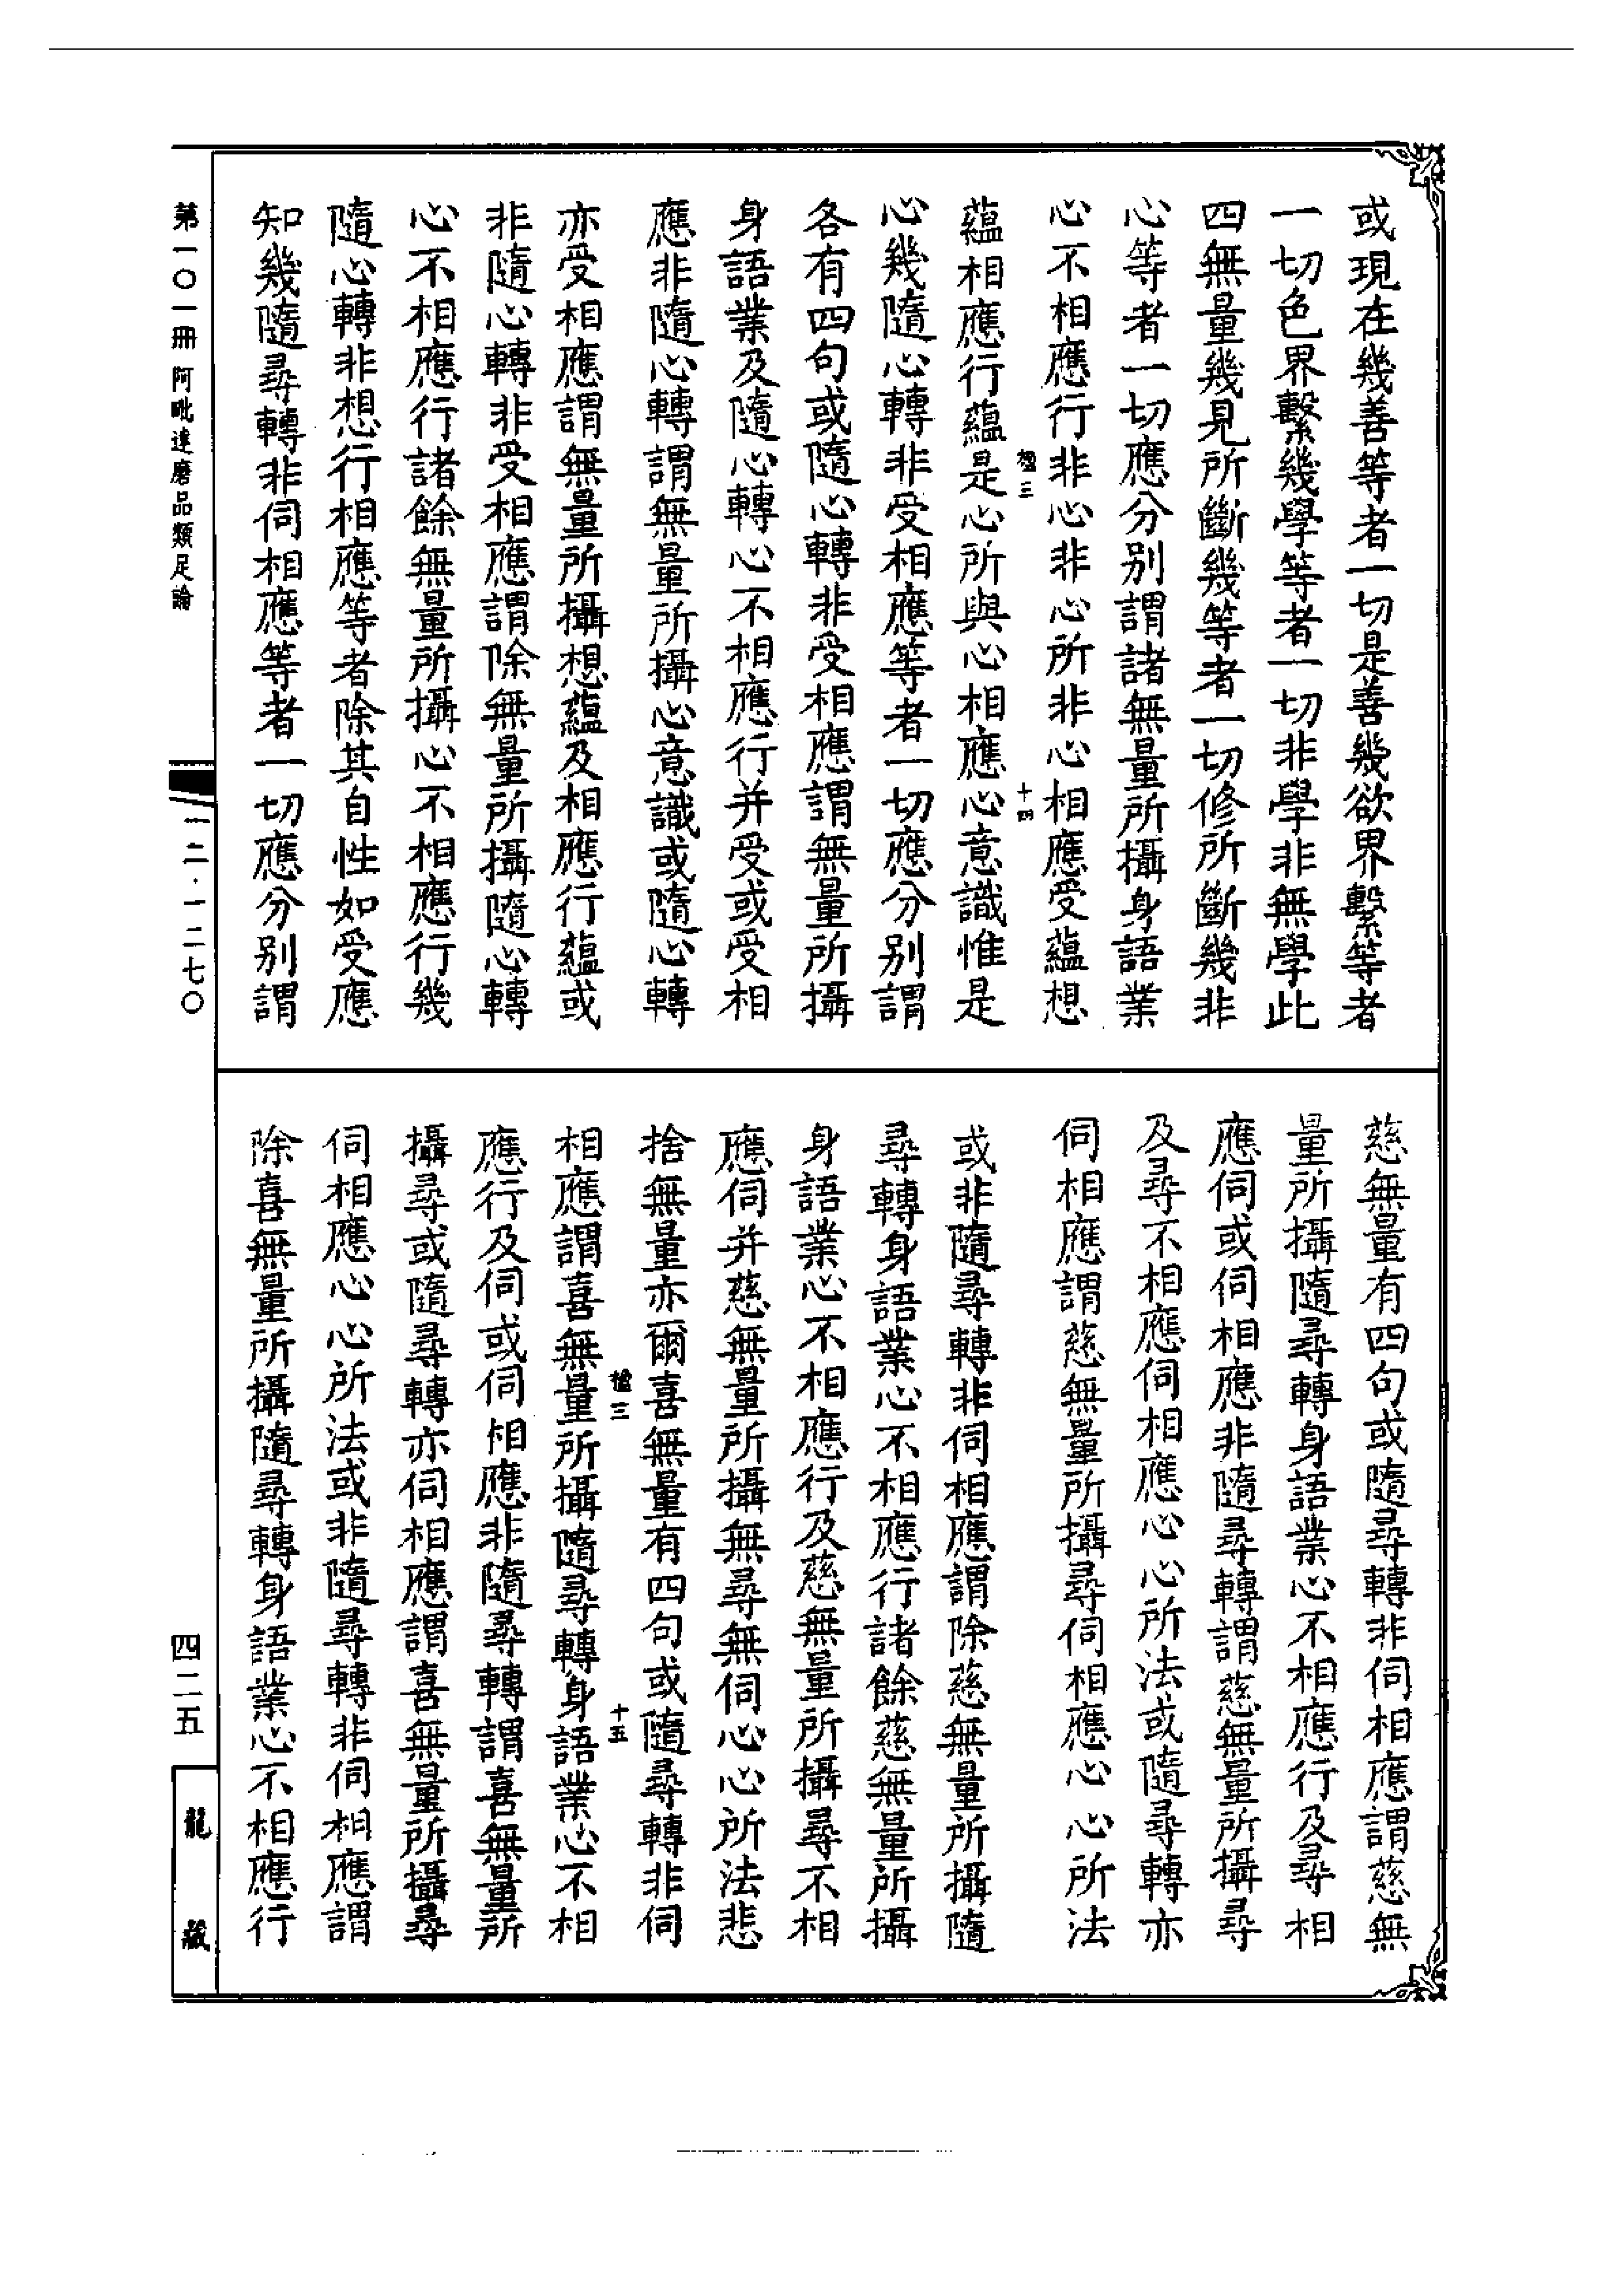 或現在幾善等者一切是善幾欲界繫等者
一切色界繫幾學等者一切非學非無學此
四無量幾見所斷幾等者一切修所斷幾非
心等者一切應分别謂諸無量所攝身語業
心不相應行非心非心所非心相應受蘊想
蘊相應行蘊是心所與心相應心意識惟是
心幾隨心轉非受相應等者一切應分别謂
各有四句或隨心轉非受相應謂無量所攝
身語業及隨心轉心不相應行并受或受相
應非隨心轉謂無量所攝心意識或隨心轉
亦受相應謂無量所攝想蘊及相應行蘊或
非隨心轉非受相應謂除無量所攝隨心轉
心不相應行諸餘無量所攝心不相應行幾
隨心轉非想行相應等者除其自性如受應
知幾隨尋轉非伺相應等者一切應分别謂
慈無量有四句或隨尋轉非伺相應謂慈無
量所攝隨尋轉身語業心不相應行及尋相
應伺或伺相應非隨尋轉謂慈無量所攝尋
及尋不相應伺相應心心所法或隨尋轉亦
伺相應謂慈無量所攝尋伺相應心心所法
或非隨尋轉非伺相應謂除慈無量所攝隨
尋轉身語業心不相應行諸餘慈無量所攝
身語業心不相應行及慈無量所攝尋不相
應伺并慈無量所攝無尋無伺心心所法悲
捨無量亦爾喜無量有四句或隨尋轉非伺
相應謂喜無量所攝隨尋轉身語業心不相
應行及伺或伺相應非隨尋轉謂喜無量所
攝尋或隨尋轉亦伺相應謂喜無量所攝尋
伺相應心心所法或非隨尋轉非伺相應謂
除喜無量所攝隨尋轉身語業心不相應行
三
十四
三
十五
第一〇一冊 阿毗達磨品類足論
一二·一二七〇
四二五
龍藏